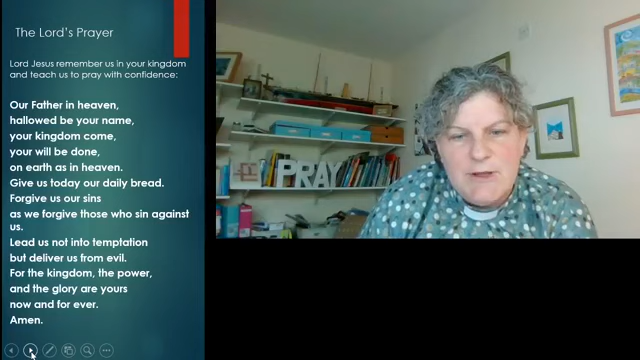 The Lord's Prayer
Lord Jesus remember us in your kingdom
and teach us to pray with confidence:
Our Father in heaven,
hallowed be your name,
your kingdom come,
your will be done,
on earth as in heaven.
Give us today our daily bread.
Forgive us our sins
as we forgive those who sin against
us.
Lead us not into temptation
but deliver us from evil.
For the kingdom, the power,
and the glory are yours
now and for ever.
Amen.
PRAY